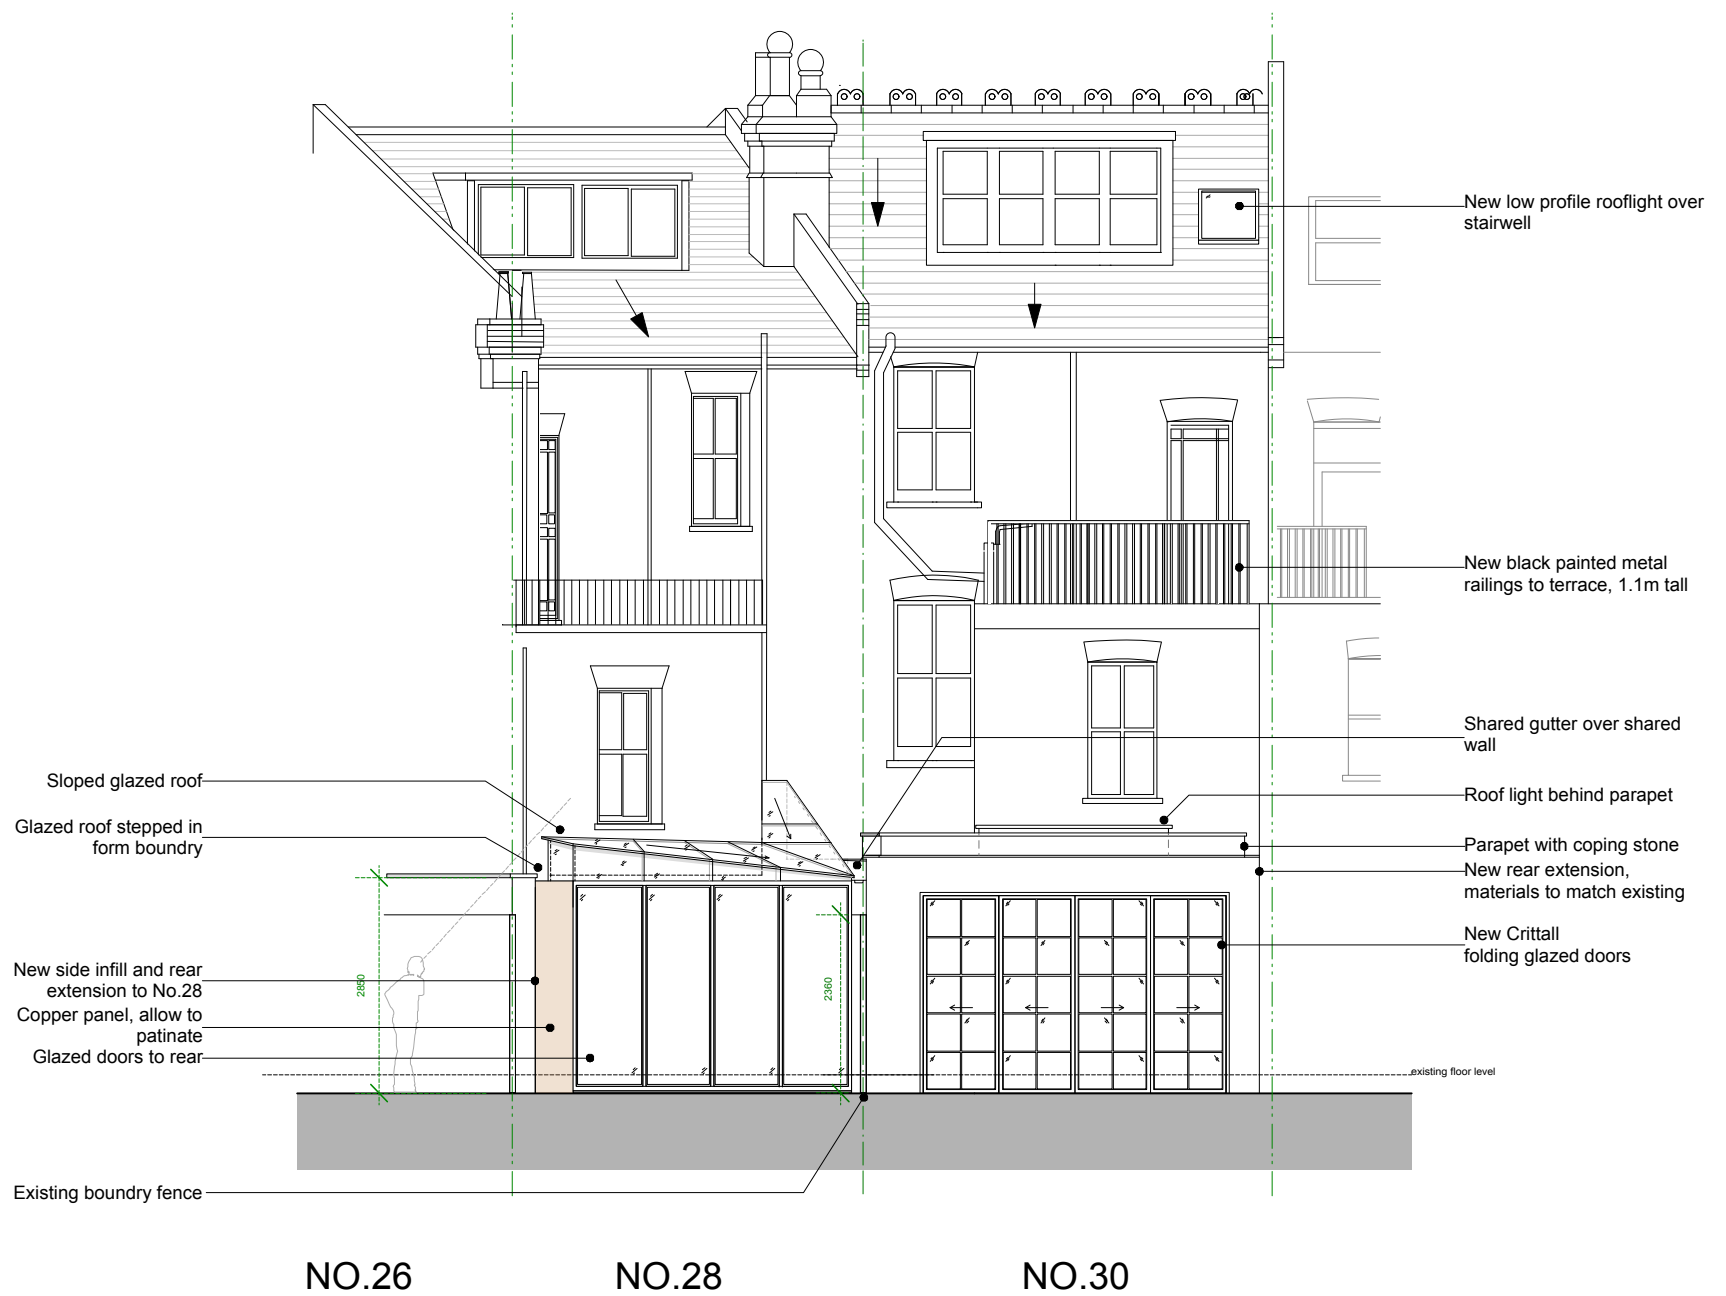 New low profile rooflight over
stairwell
New black painted metal
railings to terrace, 1.1m tall
Shared gutter over shared
wall
Sloped glazed roof
Roof light behind parapet
Glazed roof stepped in
form boundry
Parapet with coping stone
New rear extension,
materials to match existing
New Crittall
folding glazed doors
New side infill and rear
extension to No.28
2850
2360
Copper panel, allow to
patinate
Glazed doors to rear
existing floor level
Existing boundry fence
NO.26
NO.28
NO.30